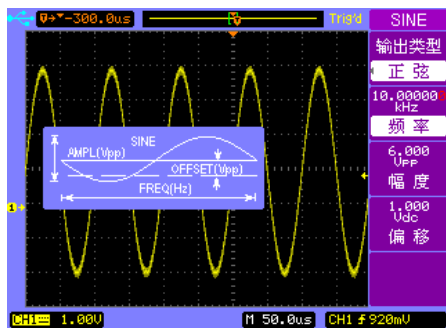 -300.0us
Trig'd
SINE
输出类型
正弦
10.000000
kHz
频率
6.000
Vpp
幅度
1.000
Vdc
偏移
SINE
AMPL(Vpp)
OFFSET(Vpp)
FREQ(Hz)
1
CH1 1.00V
M 50.0us
CH1 920mV